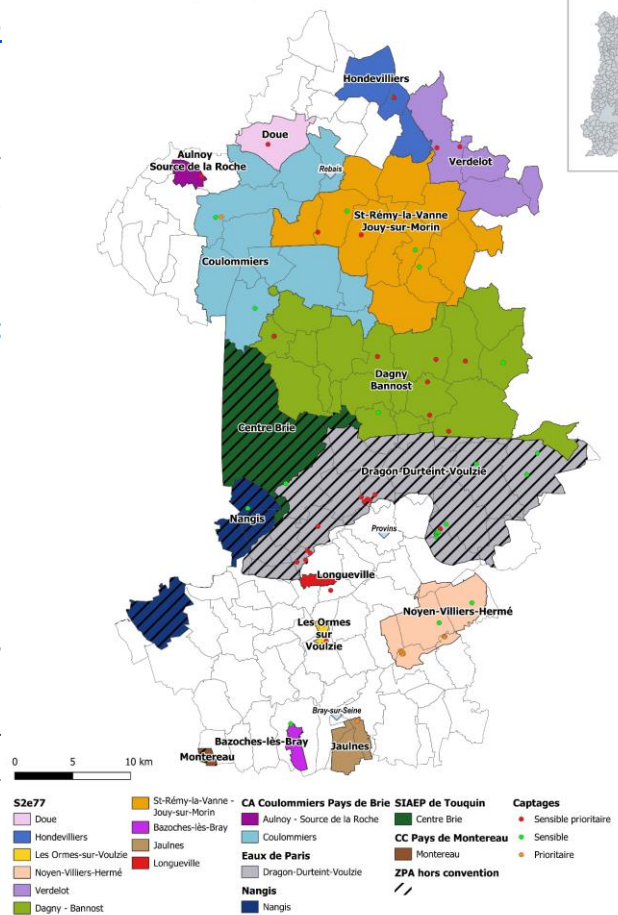 Hondevilliers
Doue
Verdelot
Aulnoy
Source de la Roche
Rebais
St-Rémy-la-Vanne
Jouy-sur-Morin
Coulommiers
Dagny
Bannost
Centre Brie
Dragon-Durteint-Voulzie
Nangis
Provins
Longueville
Noyen-Villiers-Hermé
Les Ormes
sur
Voulzie
Bray-sur-Seine
Bazoches-lès-Bray
Jaulnes
Montereau
0 5 10 km
S2e77
Doue
Hondevilliers
Les Ormes-sur-Voulzie
Noyen-Villiers-Hermé
Verdelot
Dagny - Bannost
St-Rémy-la-Vanne -
Jouy-sur-Morin
Bazoches-lès-Bray
Jaulnes
Longueville
CA Coulommiers Pays de Brie
Aulnoy - Source de la Roche
Coulommiers
Eaux de Paris
Dragon-Durteint-Voulzie
Nangis
Nangis
SIAEP de Touquin
Centre Brie
CC Pays de Montereau
Montereau
ZPA hors convention
Captages
Sensible prioritaire
Sensible
Prioritaire